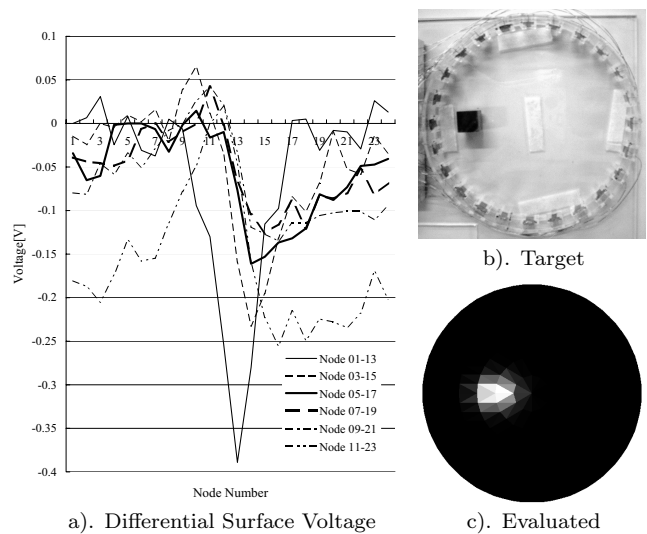 0.1
0.05
0
-0.05
-0.1
-0.15
-0.2
-0.25
-0.3
-0.35
-0.4
1 3 5 7 9 11 13 15 17 19 21 23
Voltage[V]
Node Number
Node 01-13
Node 03-15
Node 05-17
Node 07-19
Node 09-21
Node 11-23
a). Differential Surface Voltage
b). Target
c). Evaluated